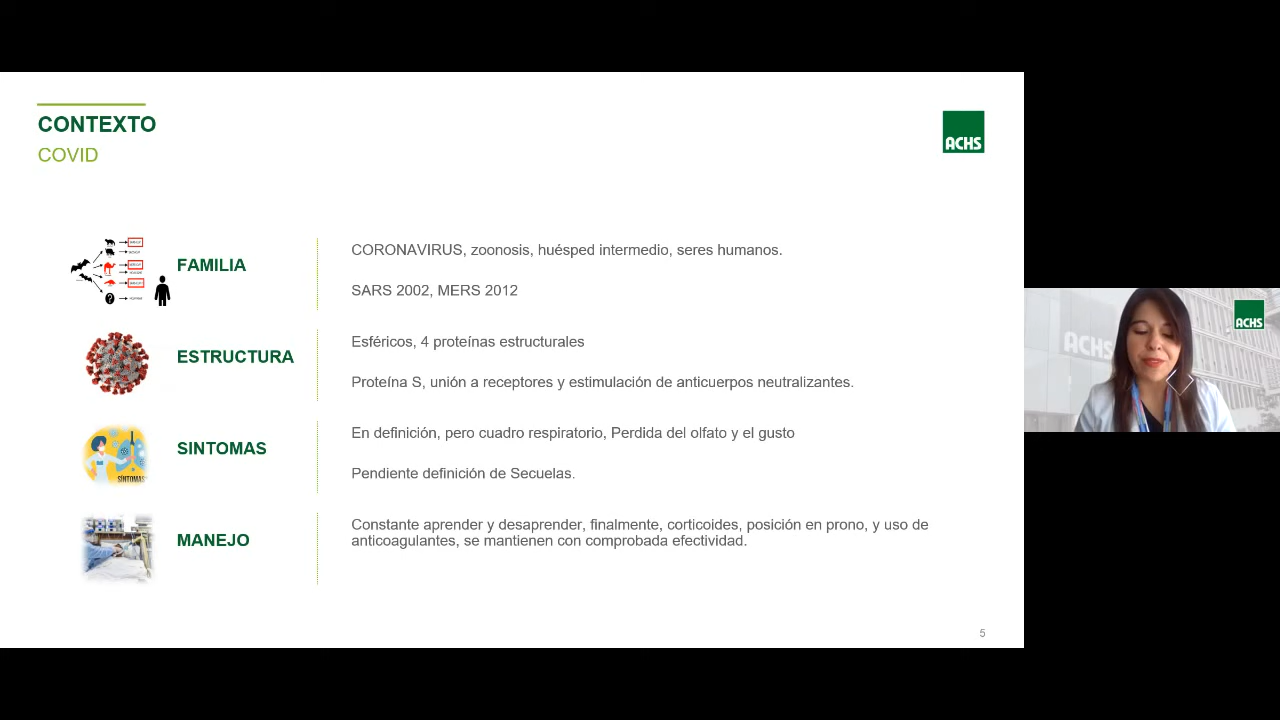 CONTEXTO
COVID
ACHS
FAMILIA
CORONAVIRUS, zoonosis, huésped intermedio, seres humanos.
SARS 2002, MERS 2012
ESTRUCTURA
Esféricos, 4 proteínas estructurales
Proteína S, unión a receptores y estimulación de anticuerpos neutralizantes.
SINTOMAS
En definición, pero cuadro respiratorio, Perdida del olfato y el gusto
Pendiente definición de Secuelas.
SÍNTOMAS
MANEJO
Constante aprender y desaprender, finalmente, corticoides, posición en prono, y uso de
anticoagulantes, se mantienen con comprobada efectividad.
5
ACHS
ACHS